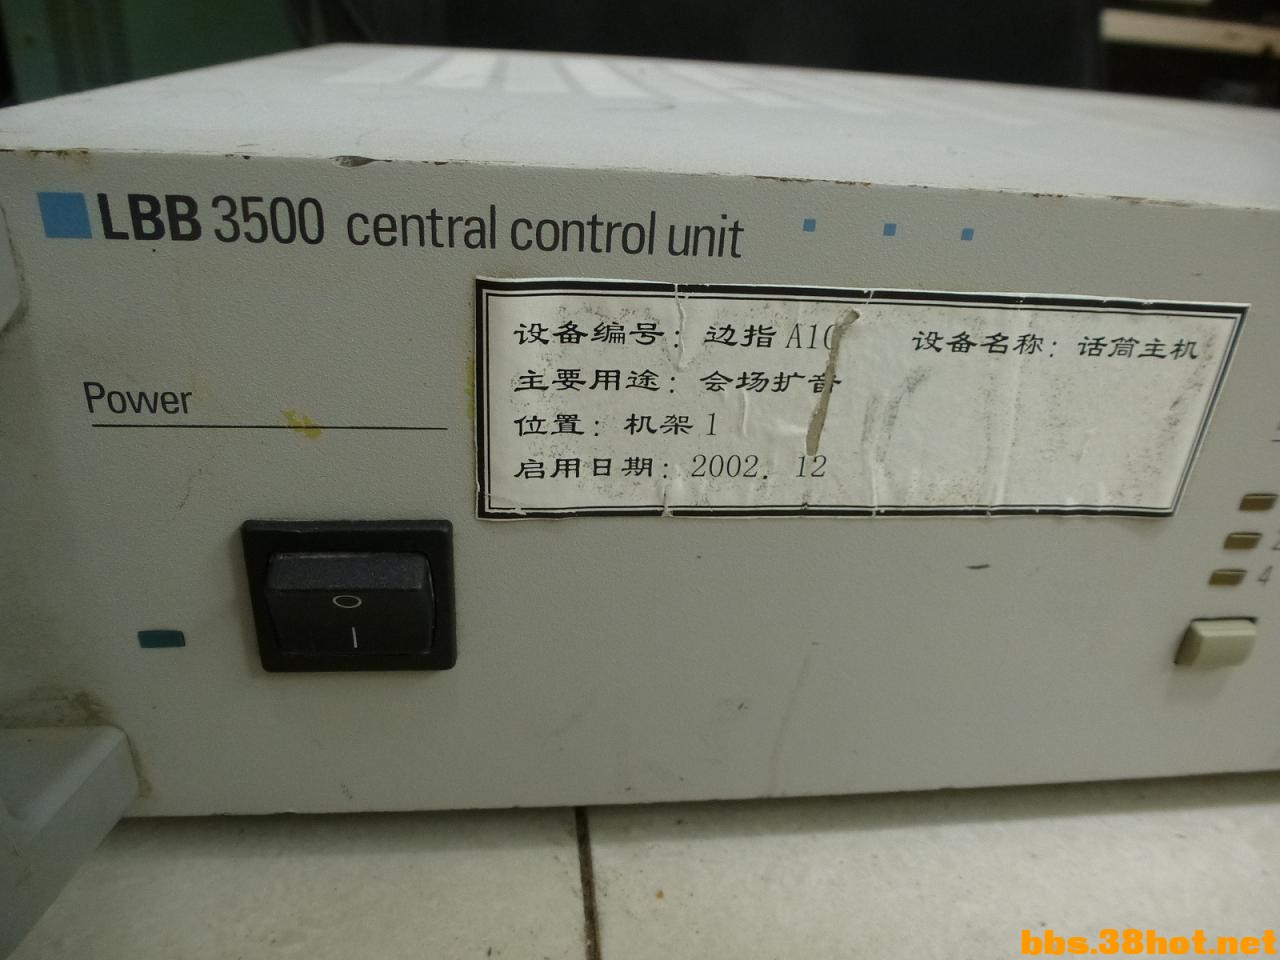 LBB 3500 central control unit
Power
设备编号：边指 A10 设备名称：话筒主机
主要用途：会场扩音
位置：机架 1
启用日期：2002. 12
4
bbs.38hot.net